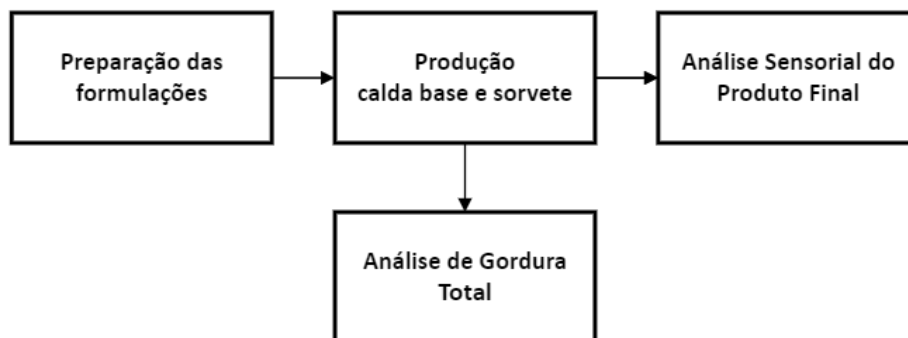 Preparação das
formulações
Produção
calda base e sorvete
Análise Sensorial do
Produto Final
Análise de Gordura
Total